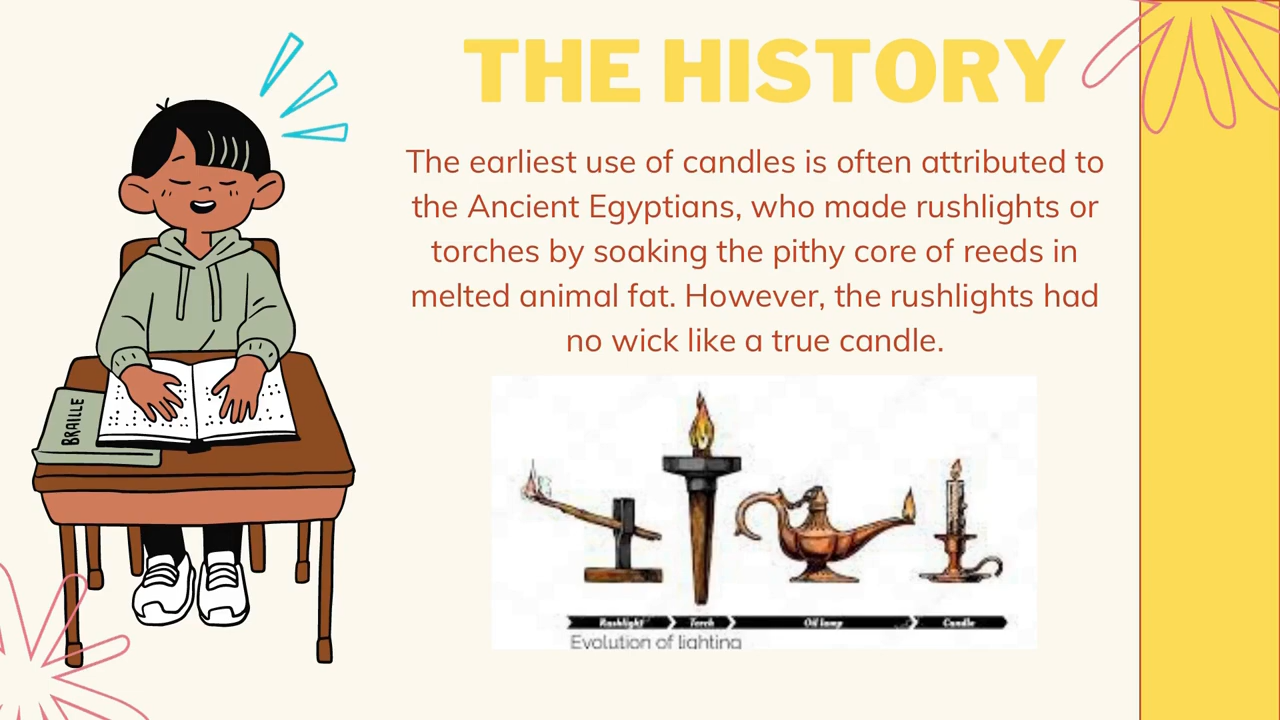 THE HISTORY
The earliest use of candles is often attributed to
the Ancient Egyptians, who made rushlights or
torches by soaking the pithy core of reeds in
melted animal fat. However, the rushlights had
no wick like a true candle.
BRAILLE
Rushlight Torch Oil lamp Candle
Evolution of lighting